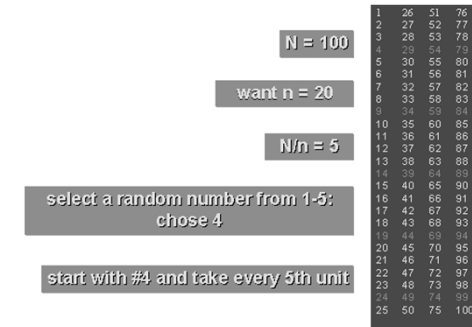 N = 100
want n = 20
N/n = 5
select a random number from 1-5:
chose 4
start with #4 and take every 5th unit
1 26 51 76
2 27 52 77
3 28 53 78
4 29 54 79
5 30 55 80
6 31 56 81
7 32 57 82
8 33 58 83
9 34 59 84
10 35 60 85
11 36 61 86
12 37 62 87
13 38 63 88
14 39 64 89
15 40 65 90
16 41 66 91
17 42 67 92
18 43 68 93
19 44 69 94
20 45 70 95
21 46 71 96
22 47 72 97
23 48 73 98
24 49 74 99
25 50 75 100